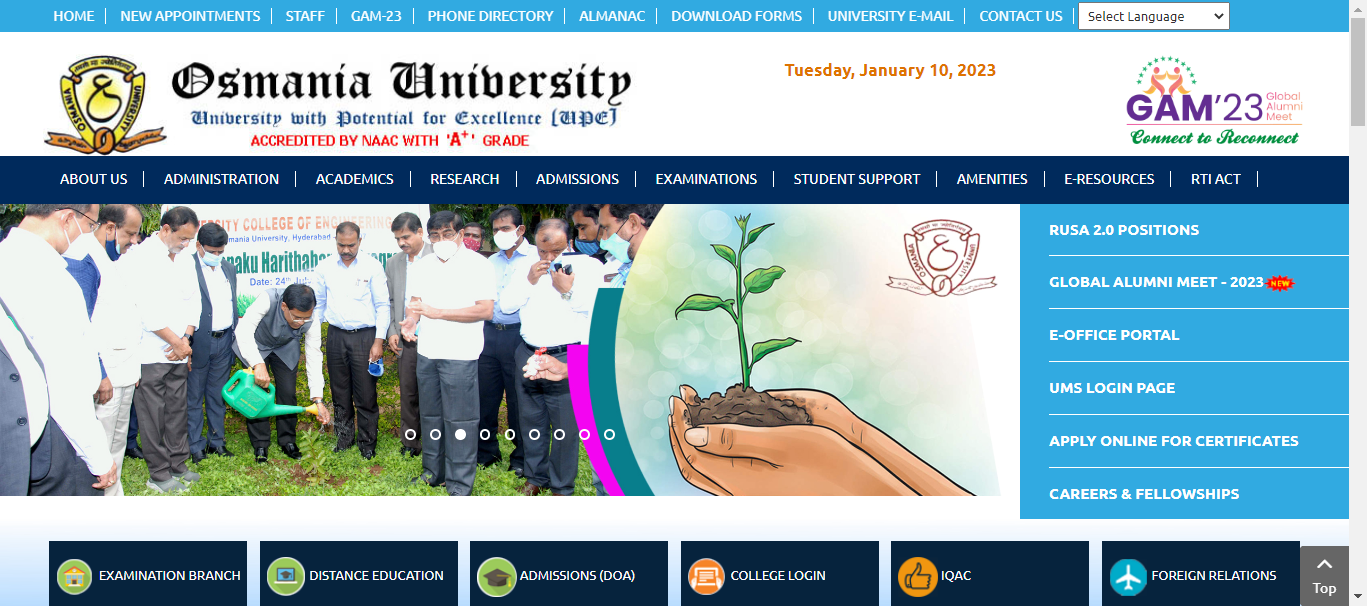 HOME NEW APPOINTMENTS STAFF GAM-23 PHONE DIRECTORY ALMANAC DOWNLOAD FORMS UNIVERSITY E-MAIL CONTACT US Select Language
Osmania University
University with Potential for Excellence [UPE]
ACCREDITED BY NAAC WITH 'A+' GRADE
OSMANIA UNIVERSITY
Tuesday, January 10, 2023
GAM'23 Global Alumni Meet
Connect to Reconnect
ABOUT US ADMINISTRATION ACADEMICS RESEARCH ADMISSIONS EXAMINATIONS STUDENT SUPPORT AMENITIES E-RESOURCES RTI ACT
COLLEGE OF ENGINEERING
University, Hyderabad
Date: 24
OSMANIA UNIVERSITY
RUSA 2.0 POSITIONS
GLOBAL ALUMNI MEET - 2023 NEW
E-OFFICE PORTAL
UMS LOGIN PAGE
APPLY ONLINE FOR CERTIFICATES
CAREERS & FELLOWSHIPS
EXAMINATION BRANCH DISTANCE EDUCATION ADMISSIONS (DOA) COLLEGE LOGIN IQAC FOREIGN RELATIONS
Top